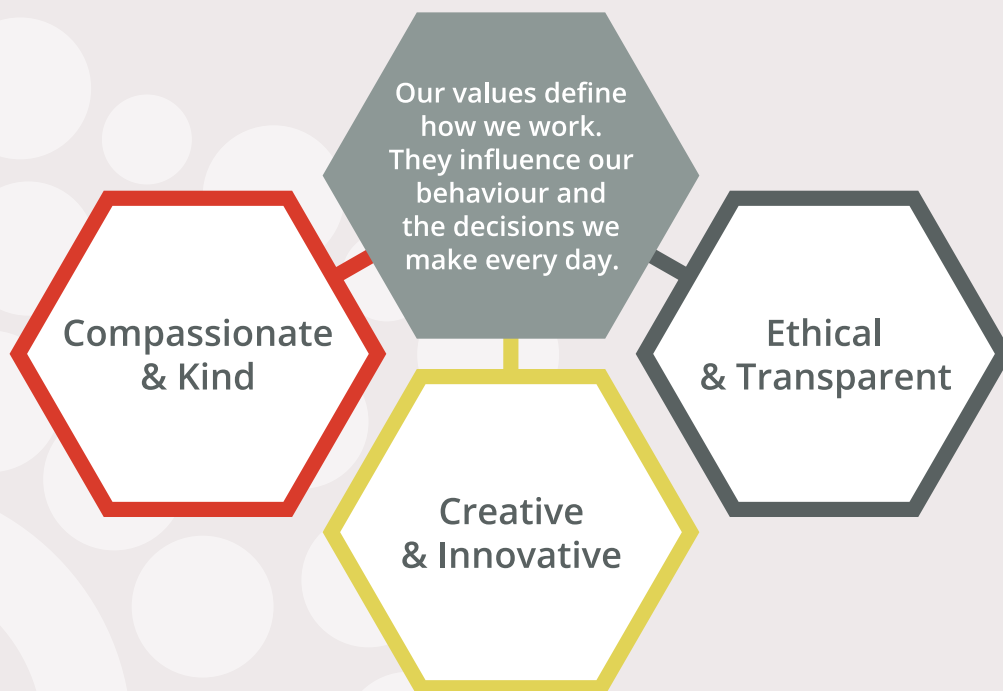 Our values define
how we work.
They influence our
behaviour and
the decisions we
make every day.
Compassionate
& Kind
Ethical
& Transparent
Creative
& Innovative